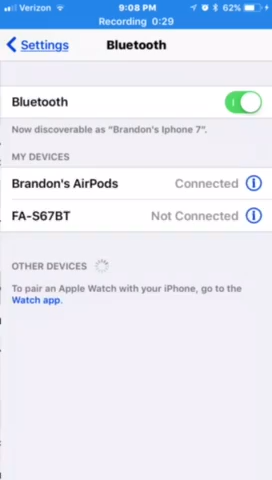 Verizon 9:08 PM 62%
Recording 0:29
Settings Bluetooth
Bluetooth
Now discoverable as "Brandon's Iphone 7".
MY DEVICES
Brandon's AirPods Connected
FA-S67BT Not Connected
OTHER DEVICES
To pair an Apple Watch with your iPhone, go to the
Watch app.